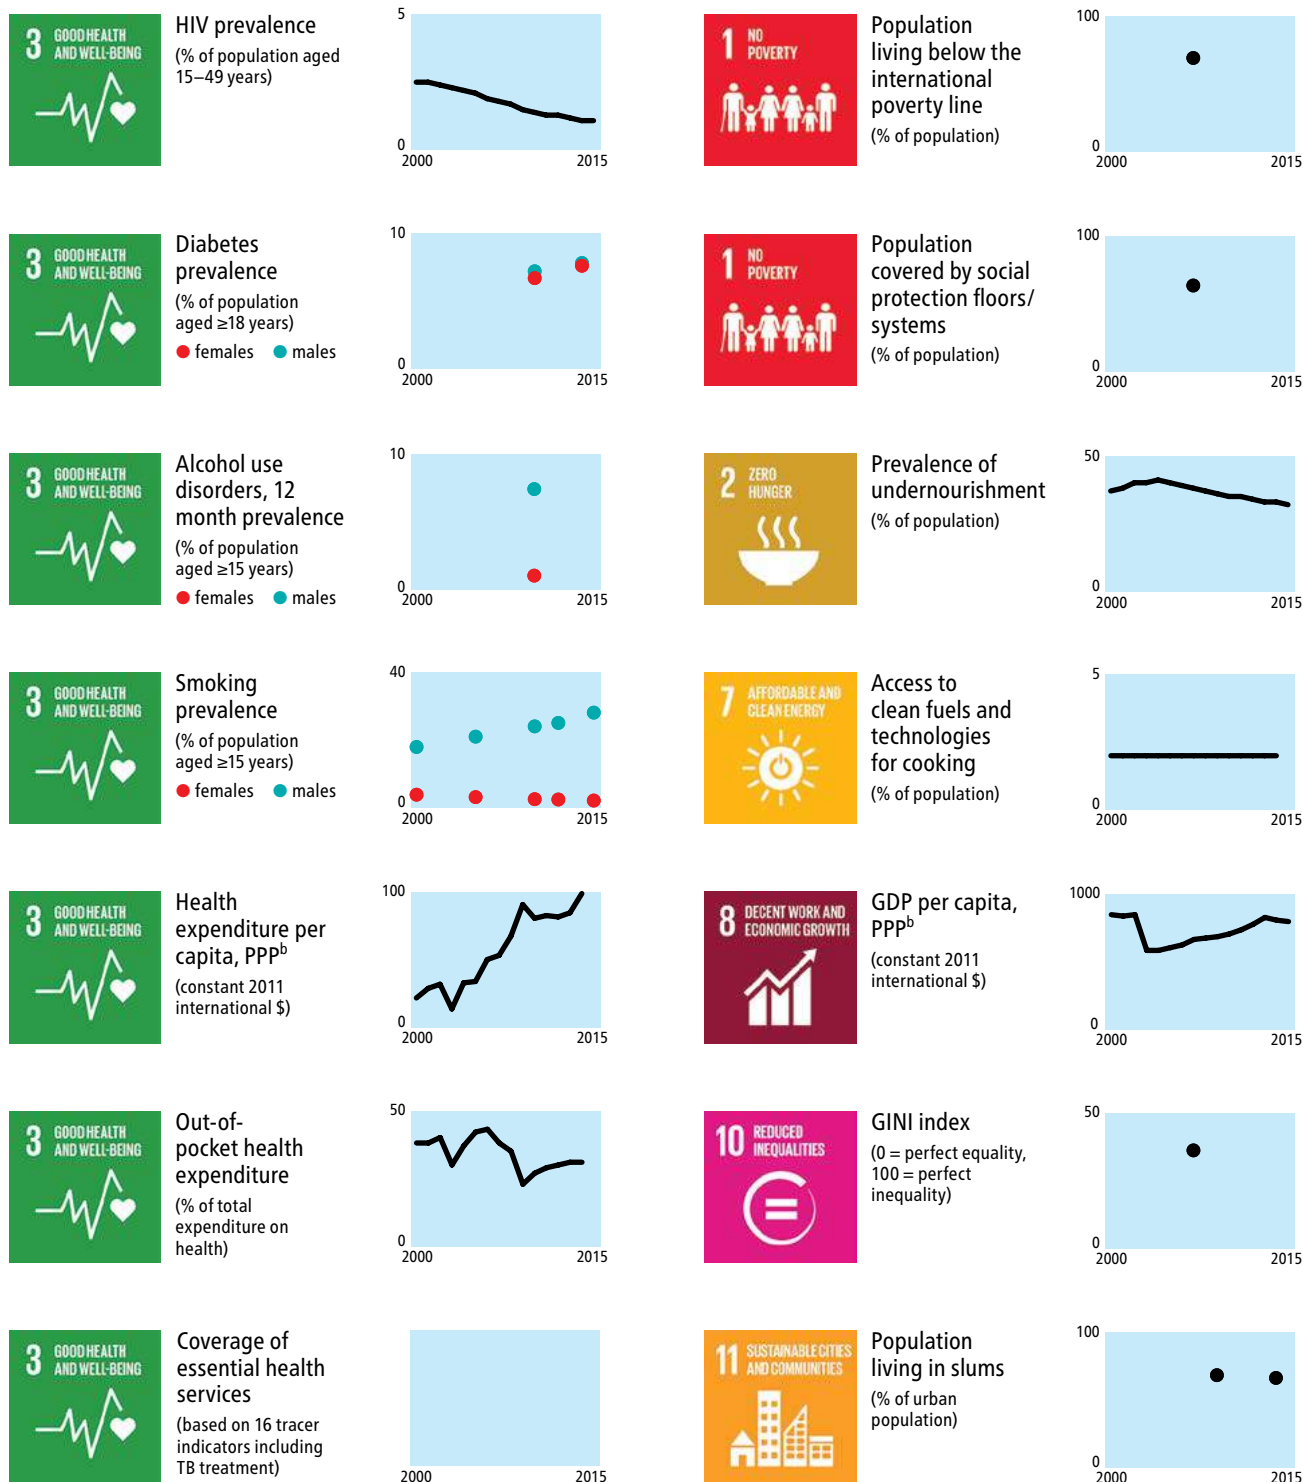 3 GOOD HEALTH
AND WELL-BEING
HIV prevalence
(% of population aged
15–49 years)
5
0
2000 2015
3 GOOD HEALTH
AND WELL-BEING
Diabetes
prevalence
(% of population
aged ≥18 years)
females males
10
0
2000 2015
3 GOOD HEALTH
AND WELL-BEING
Alcohol use
disorders, 12
month prevalence
(% of population
aged ≥15 years)
females males
10
0
2000 2015
3 GOOD HEALTH
AND WELL-BEING
Smoking
prevalence
(% of population
aged ≥15 years)
females males
40
0
2000 2015
3 GOOD HEALTH
AND WELL-BEING
Health
expenditure per
capita, PPPb
(constant 2011
international $)
100
0
2000 2015
3 GOOD HEALTH
AND WELL-BEING
Out-of-
pocket health
expenditure
(% of total
expenditure on
health)
50
0
2000 2015
3 GOOD HEALTH
AND WELL-BEING
Coverage of
essential health
services
(based on 16 tracer
indicators including
TB treatment)
2000 2015
1 NO
POVERTY
Population
living below the
international
poverty line
(% of population)
100
0
2000 2015
1 NO
POVERTY
Population
covered by social
protection floors/
systems
(% of population)
100
0
2000 2015
2 ZERO
HUNGER
Prevalence of
undernourishment
(% of population)
50
0
2000 2015
7 AFFORDABLE AND
CLEAN ENERGY
Access to
clean fuels and
technologies
for cooking
(% of population)
5
0
2000 2015
8 DECENT WORK AND
ECONOMIC GROWTH
GDP per capita,
PPPb
(constant 2011
international $)
1000
0
2000 2015
10 REDUCED
INEQUALITIES
GINI index
(0 = perfect equality,
100 = perfect
inequality)
50
0
2000 2015
11 SUSTAINABLE CITIES
AND COMMUNITIES
Population
living in slums
(% of urban
population)
100
0
2000 2015